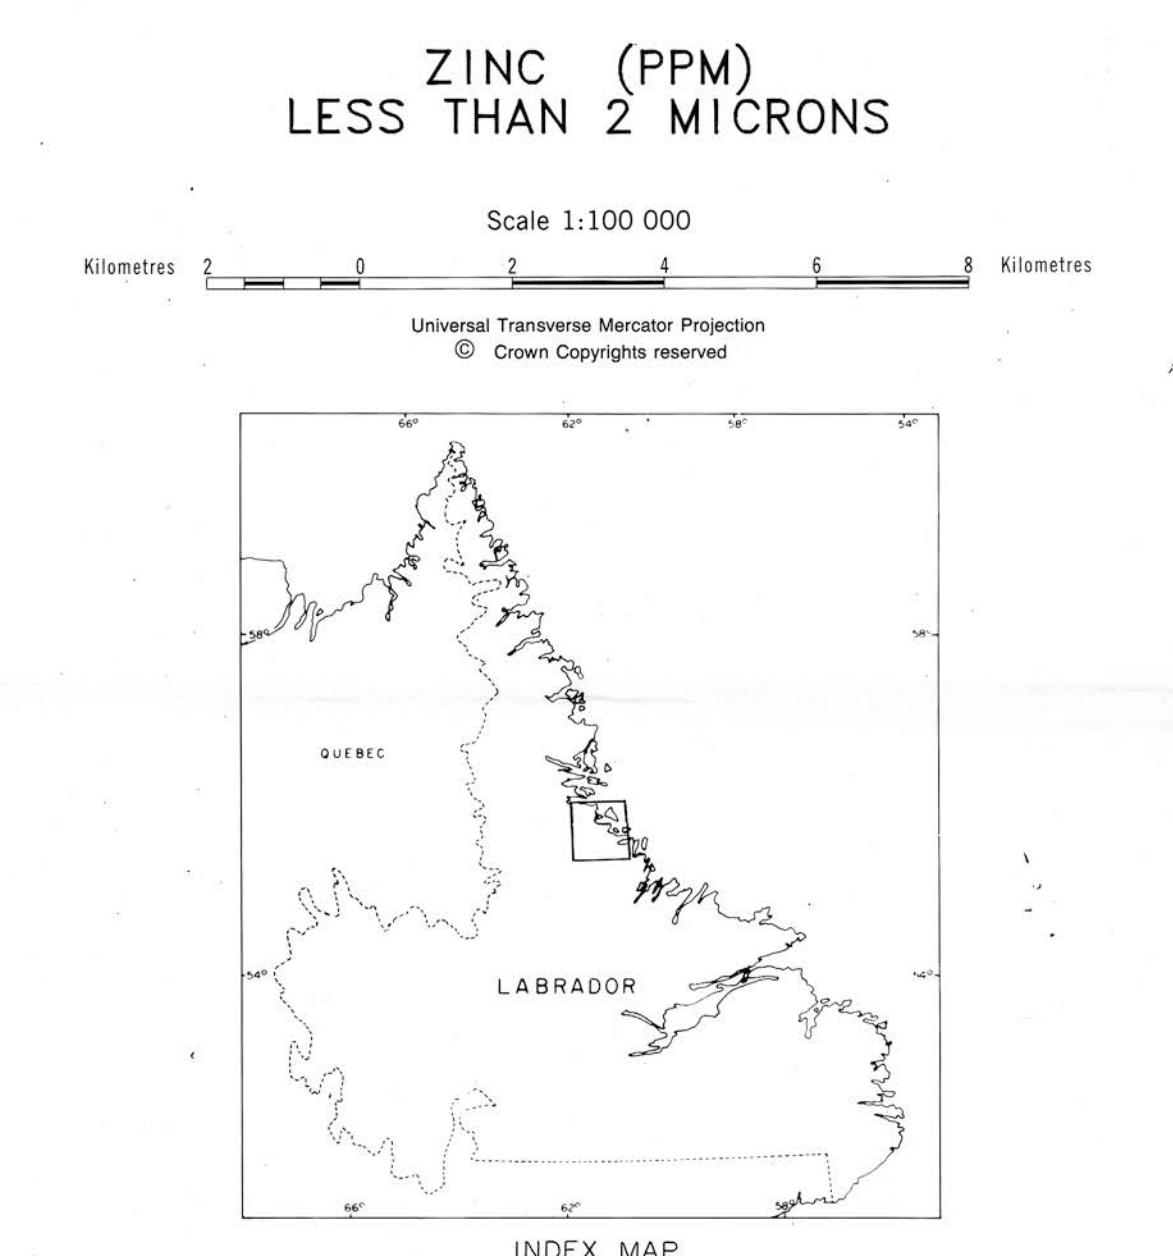 ZINC (PPM)
LESS THAN 2 MICRONS
Scale 1:100 000
Kilometres 2 0 2 4 6 8 Kilometres
Universal Transverse Mercator Projection
© Crown Copyrights reserved
66° 62° 58° 54°
58° 58°
QUEBEC
54° 54°
LABRADOR
66° 62° 58°
INDEX MAP